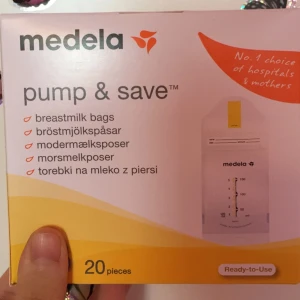 medela
No. 1 choice
of hospitals
& mothers
pump & save™
breastmilk bags
bröstmjölkspåsar
modermælksposer
morsmelkposer
torebki na mleko z piersi
medela
20 pieces
Ready-to-Use